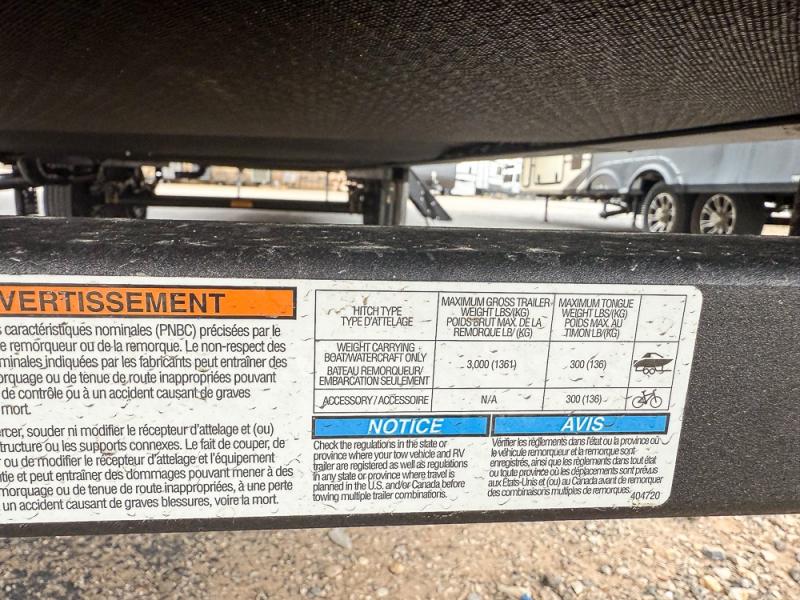 VERTISSEMENT
caractéristiques nominales (PNBC) précisées par le
remorqueur ou de la remorque. Le non-respect des
minales indiquées par les fabricants peut entraîner des
orquage ou de tenue de route inappropriées pouvant
de contrôle ou à un accident causant de graves
mort.
ercer, souder ni modifier le récepteur d'attelage et (ou)
tructure ou les supports connexes. Le fait de couper, de
ou de modifier le récepteur d'attelage et l'équipement
tie et peut entraîner des dommages pouvant mener à des
morquage ou de tenue de route inappropriées, à une perte
un accident causant de graves blessures, voire la mort.
HITCH TYPE
TYPE D'ATTELAGE
MAXIMUM GROSS TRAILER
WEIGHT LBS/(KG)
POIDS BRUT MAX. DE LA
REMORQUE LB/ (KG)
MAXIMUM TONGUE
WEIGHT LBS/(KG)
POIDS MAX. AU
TIMON LB/ (KG)
WEIGHT CARRYING -
BOAT/WATERCRAFT ONLY
BATEAU REMORQUEUR/
EMBARCATION SEULEMENT
3,000 (1361)
300 (136)
ACCESSORY / ACCESSOIRE
N/A
300 (136)
NOTICE
Check the regulations in the state or
province where your tow vehicle and RV
trailer are registered as well as regulations
in any state or province where travel is
planned in the U.S. and/or Canada before
towing multiple trailer combinations.
AVIS
Vérifier les réglements dans l'état ou la province où
le véhicule remorqueur et la remorque sont
enregistrés, ainsi que les règlements dans tout état
ou toute province où les déplacements sont prévus
aux États-Unis et (ou) au Canada avant de remorquer
des combinaisons multiples de remorques.
404720